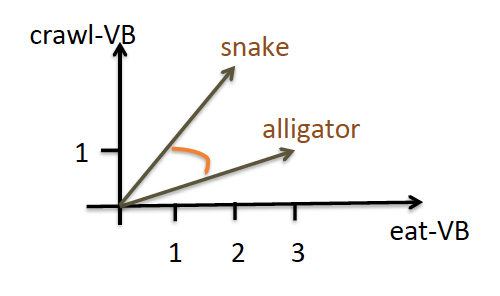 crawl-VB
snake
alligator
1
eat-VB
1 2 3